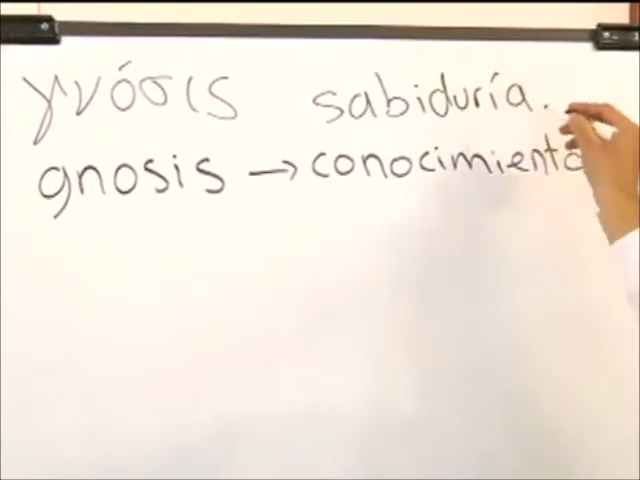 γνόσις sabiduría.
gnosis → conocimiento